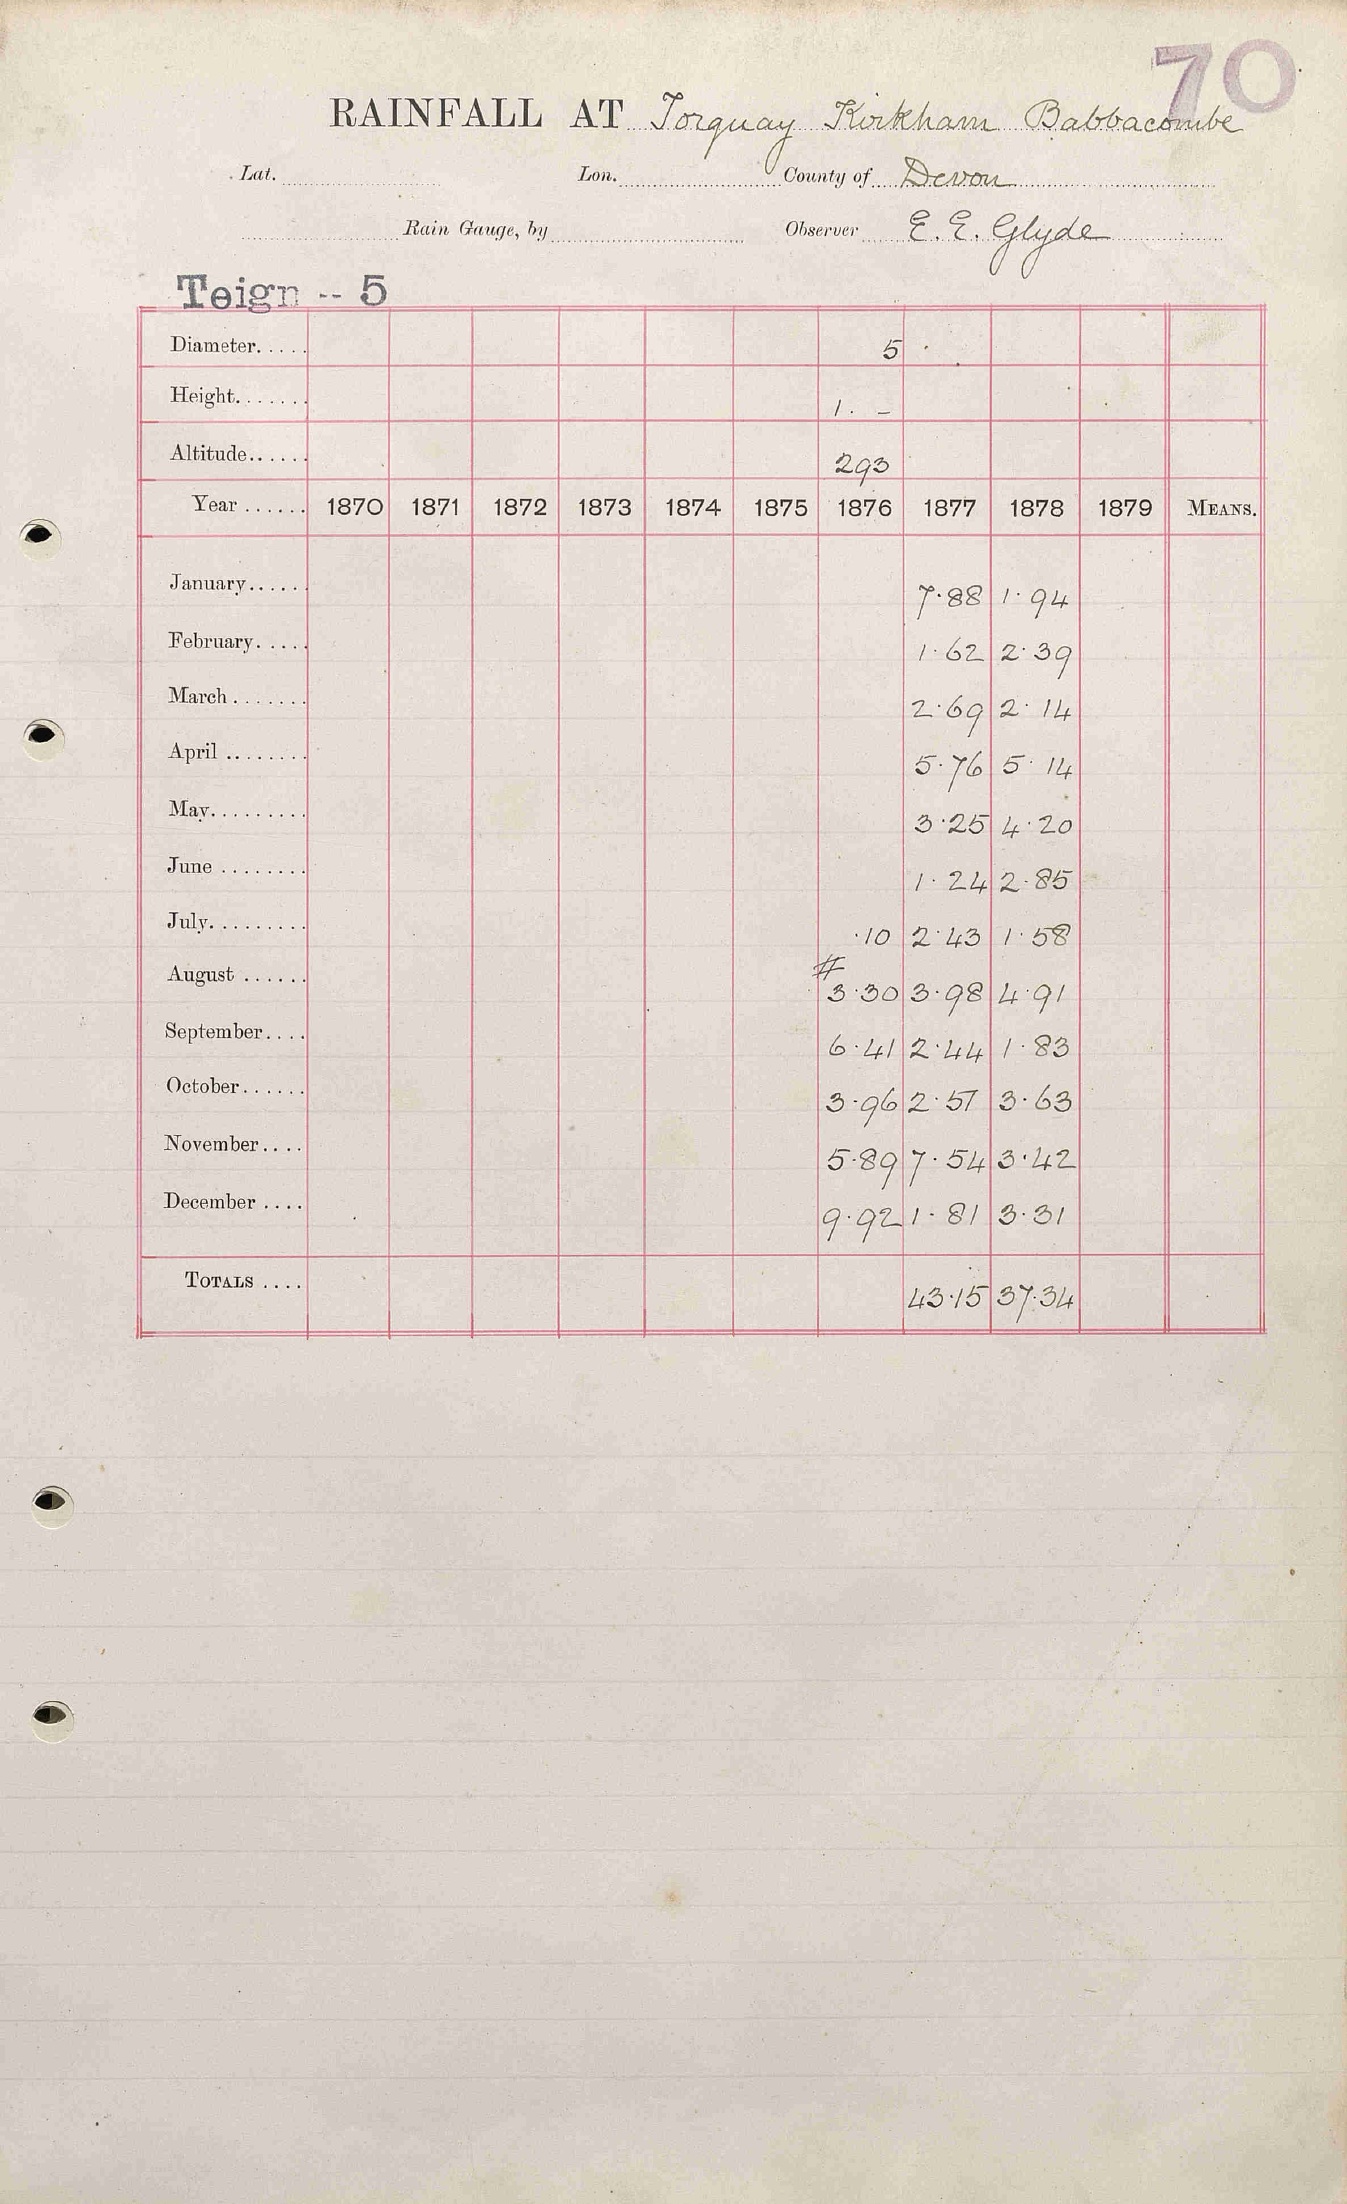 70
RAINFALL AT Torquay Kirkham Babbacombe
Lat. Lon. County of Devon
Rain Gauge, by Observer E. E. Glyde
Teign -- 5
Diameter..... 5
Height....... 1. -
Altitude...... 293
Year ...... 1870 1871 1872 1873 1874 1875 1876 1877 1878 1879 MEANS.
January...... 7.88 1.94
February..... 1.62 2.39
March ....... 2.69 2.14
April ........ 5.76 5.14
May......... 3.25 4.20
June ........ 1.24 2.85
July......... .10 2.43 1.58
August ...... # 3.30 3.98 4.91
September.... 6.41 2.44 1.83
October...... 3.96 2.51 3.63
November.... 5.89 7.54 3.42
December .... 9.92 1.81 3.31
TOTALS .... 43.15 37.34